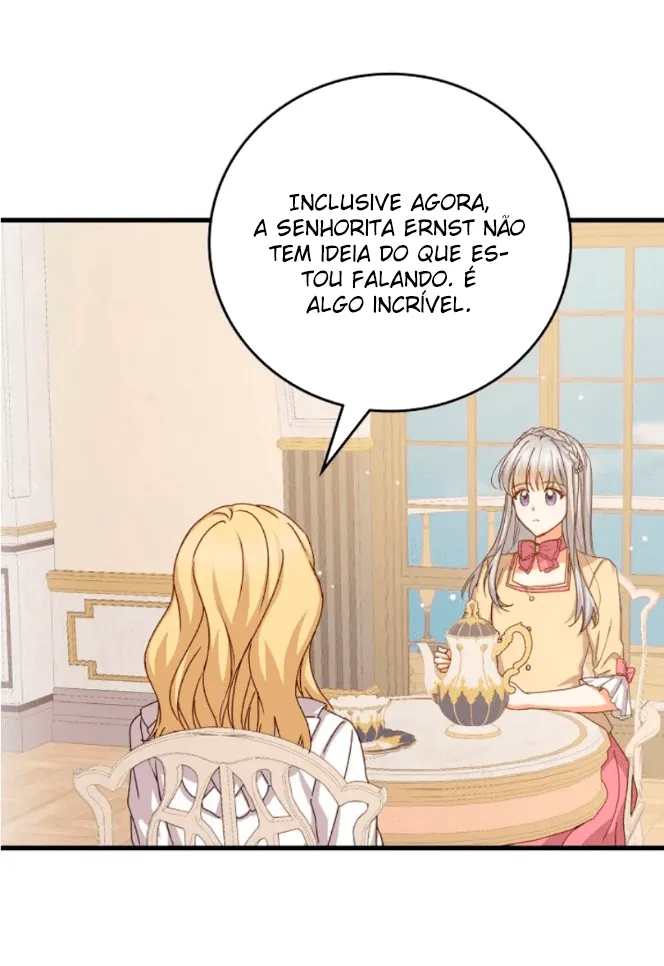 INCLUSIVE AGORA,
A SENHORITA ERNST NÃO
TEM IDEIA DO QUE ES-
TOU FALANDO. É
ALGO INCRÍVEL.